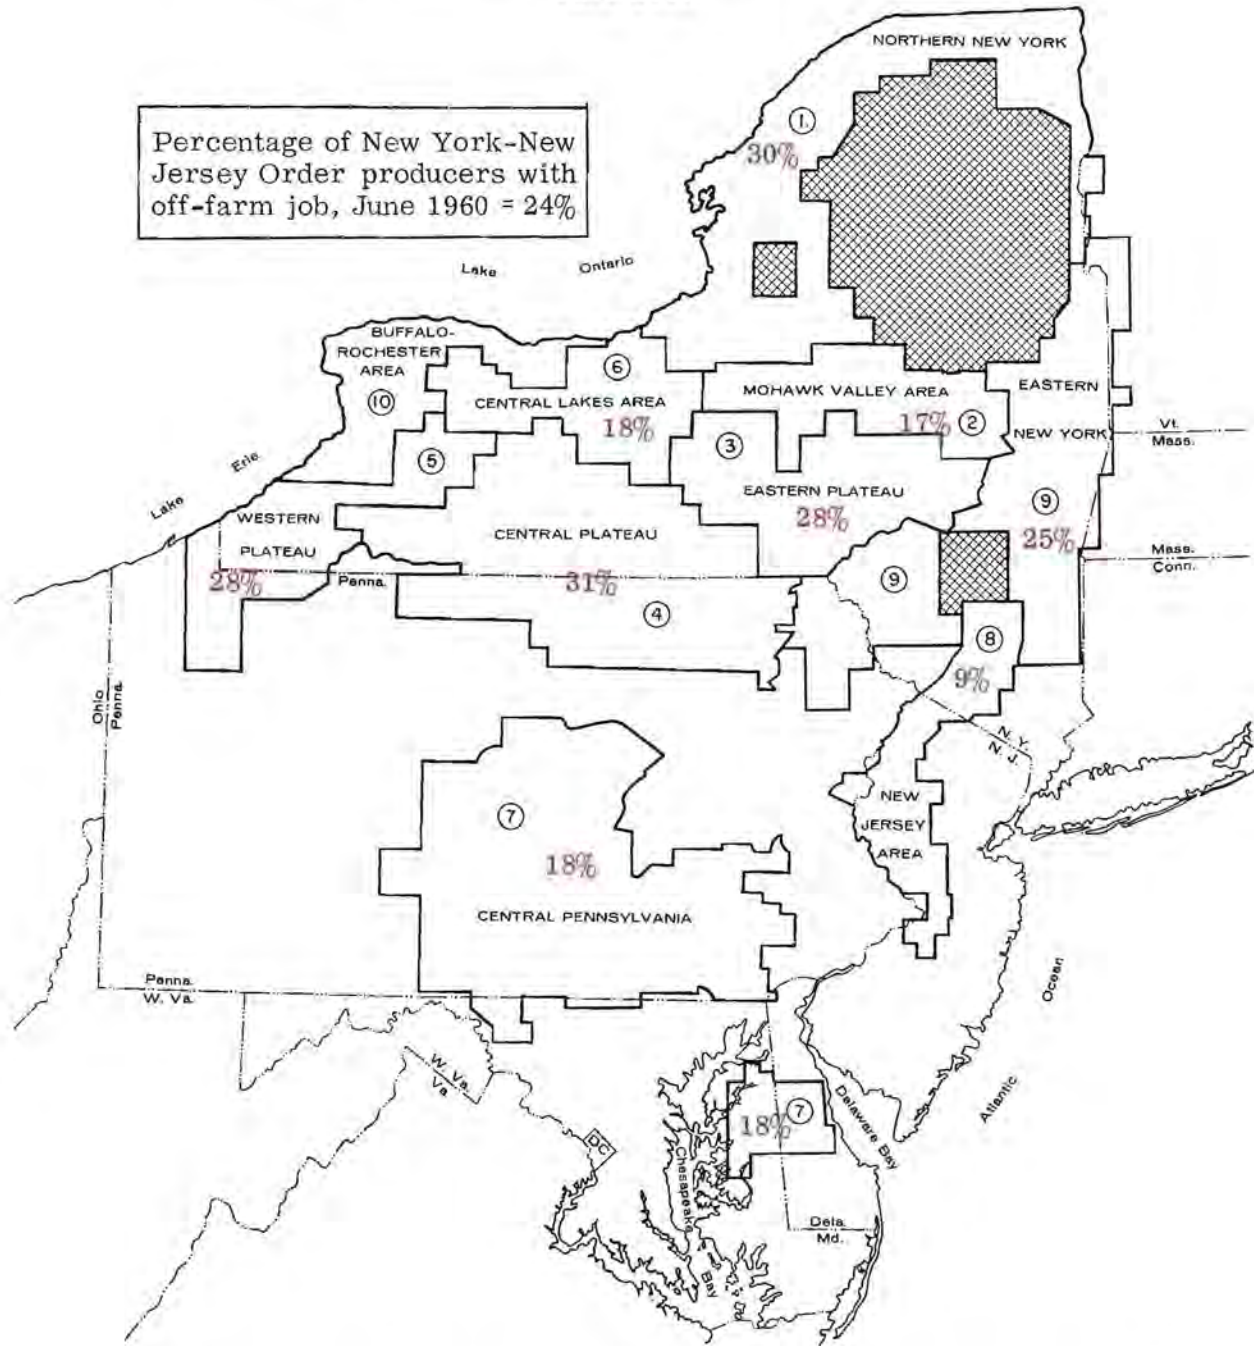 NORTHERN NEW YORK
Percentage of New York-New
Jersey Order producers with
off-farm job, June 1960 = 24%
1.
30%
Lake Ontario
BUFFALO-
ROCHESTER
AREA
10
6
CENTRAL LAKES AREA
18%
MOHAWK VALLEY AREA
17% 2
EASTERN
NEW YORK
Vt.
Mass.
5
3
Lake Erie
WESTERN
PLATEAU
28%
CENTRAL PLATEAU
31%
EASTERN PLATEAU
28%
9
25%
Mass.
Conn.
Penna.
4
9
8
9%
Ohio
Penna.
N. Y.
N. J.
NEW
JERSEY
AREA
7
18%
CENTRAL PENNSYLVANIA
Penna.
W. Va.
W. Va.
Va.
DC
Chesapeake Bay
18% 7
Delaware Bay
Dela.
Md.
Atlantic Ocean